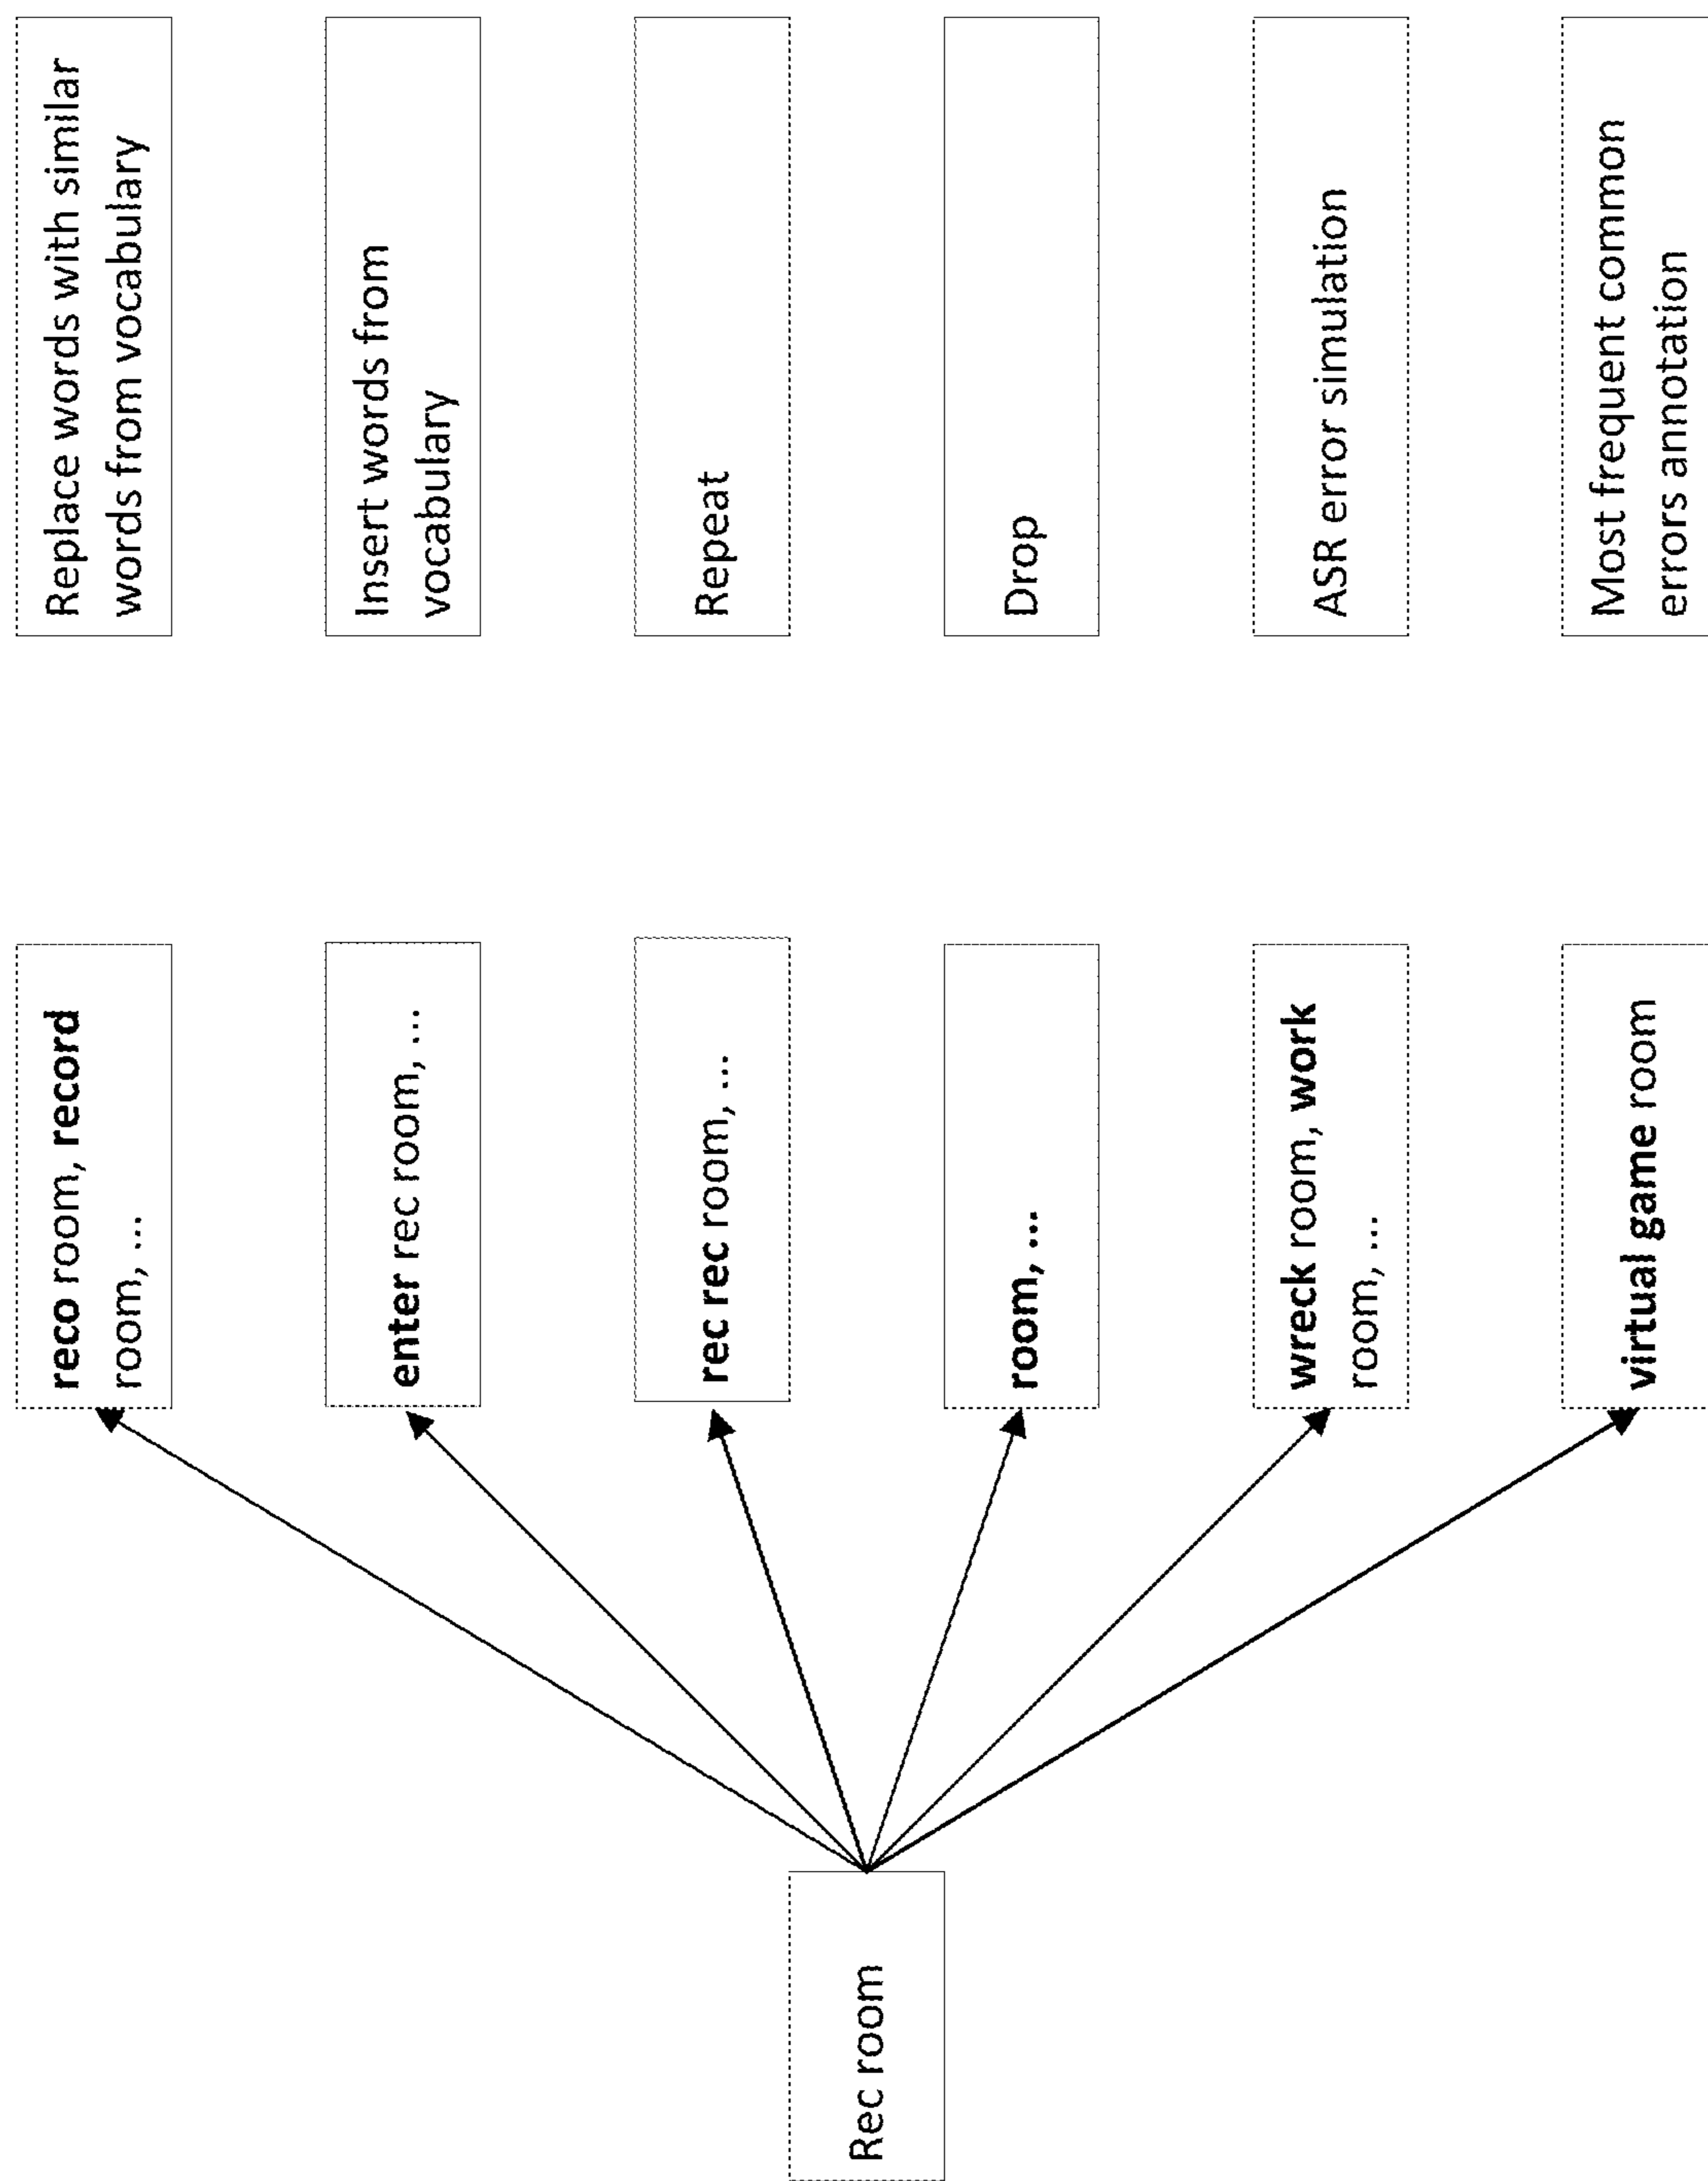 Rec room
reco room, record
room, ...
Replace words with similar
words from vocabulary
enter rec room, ...
Insert words from
vocabulary
rec rec room, ...
Repeat
room, ...
Drop
wreck room, work
room, ...
ASR error simulation
virtual game room
Most frequent common
errors annotation